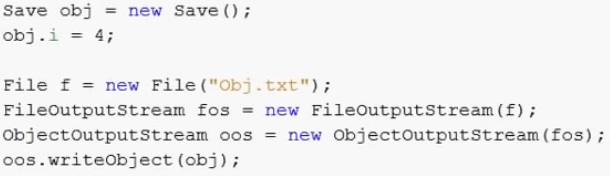 Save obj = new Save();
obj.i = 4;
File f = new File("Obj.txt");
FileOutputStream fos = new FileOutputStream(f);
ObjectOutputStream oos = new ObjectOutputStream(fos);
oos.writeObject(obj);